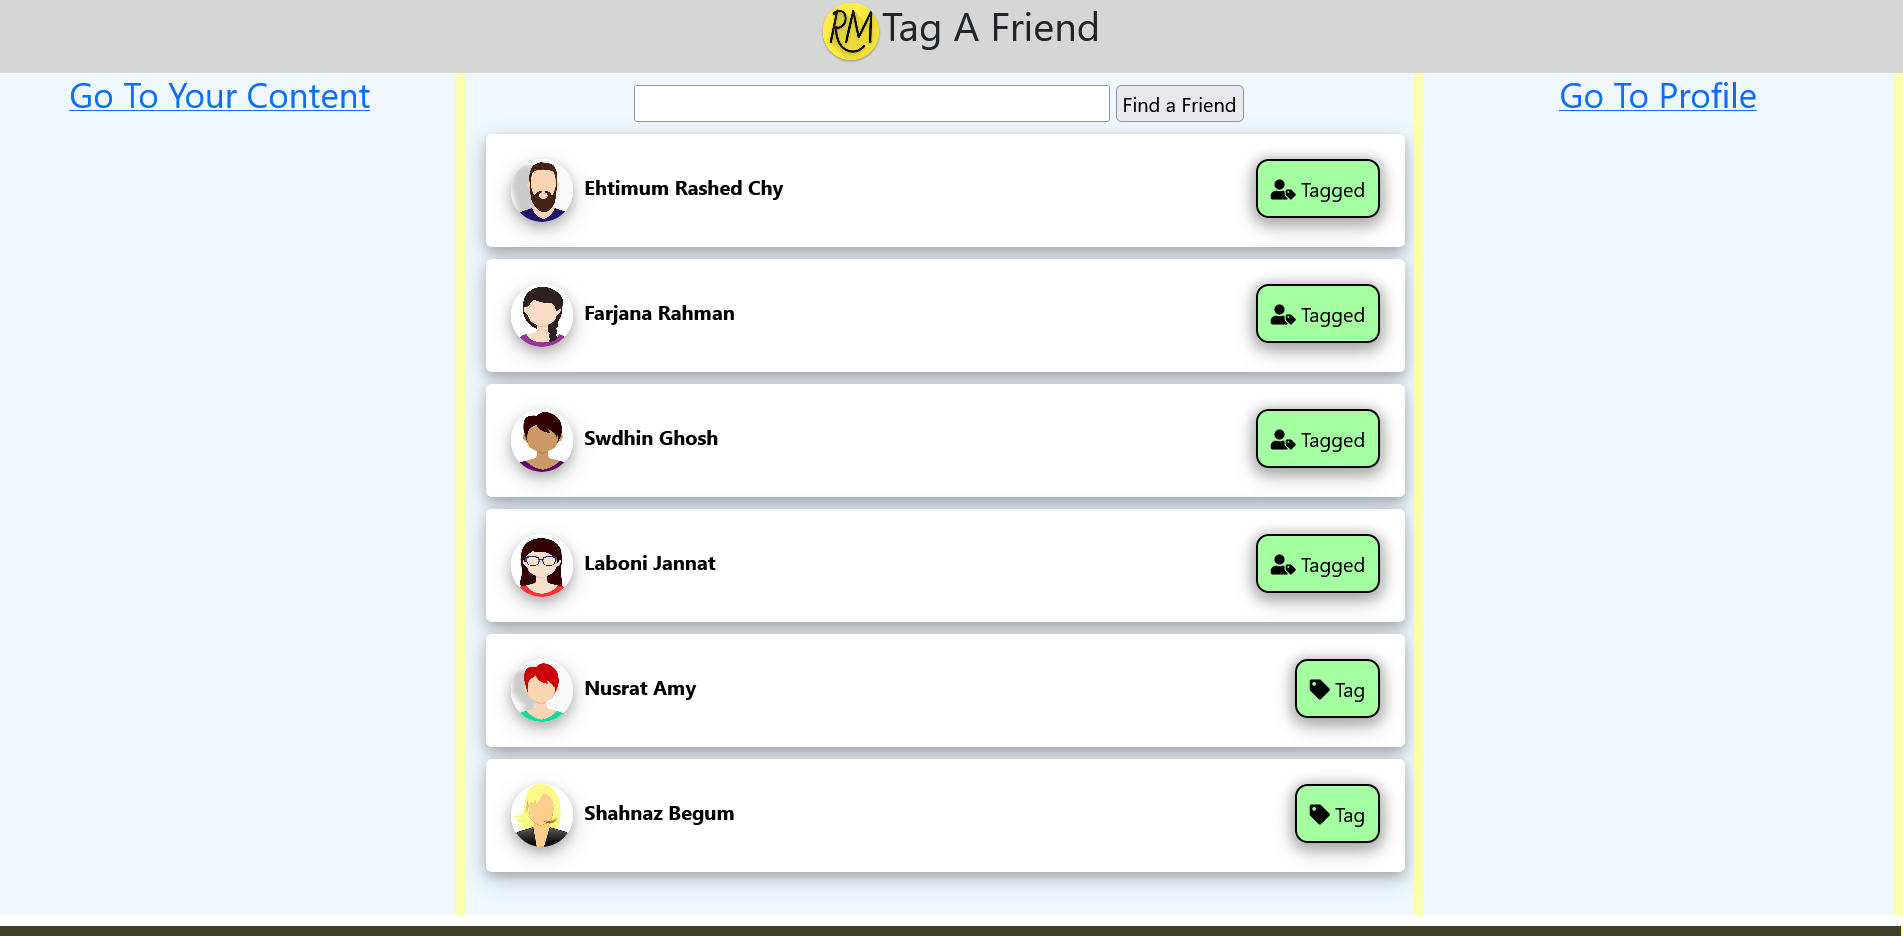 RM Tag A Friend
Go To Your Content
Find a Friend
Go To Profile
Ehtimum Rashed Chy
Tagged
Farjana Rahman
Tagged
Swdhin Ghosh
Tagged
Laboni Jannat
Tagged
Nusrat Amy
Tag
Shahnaz Begum
Tag